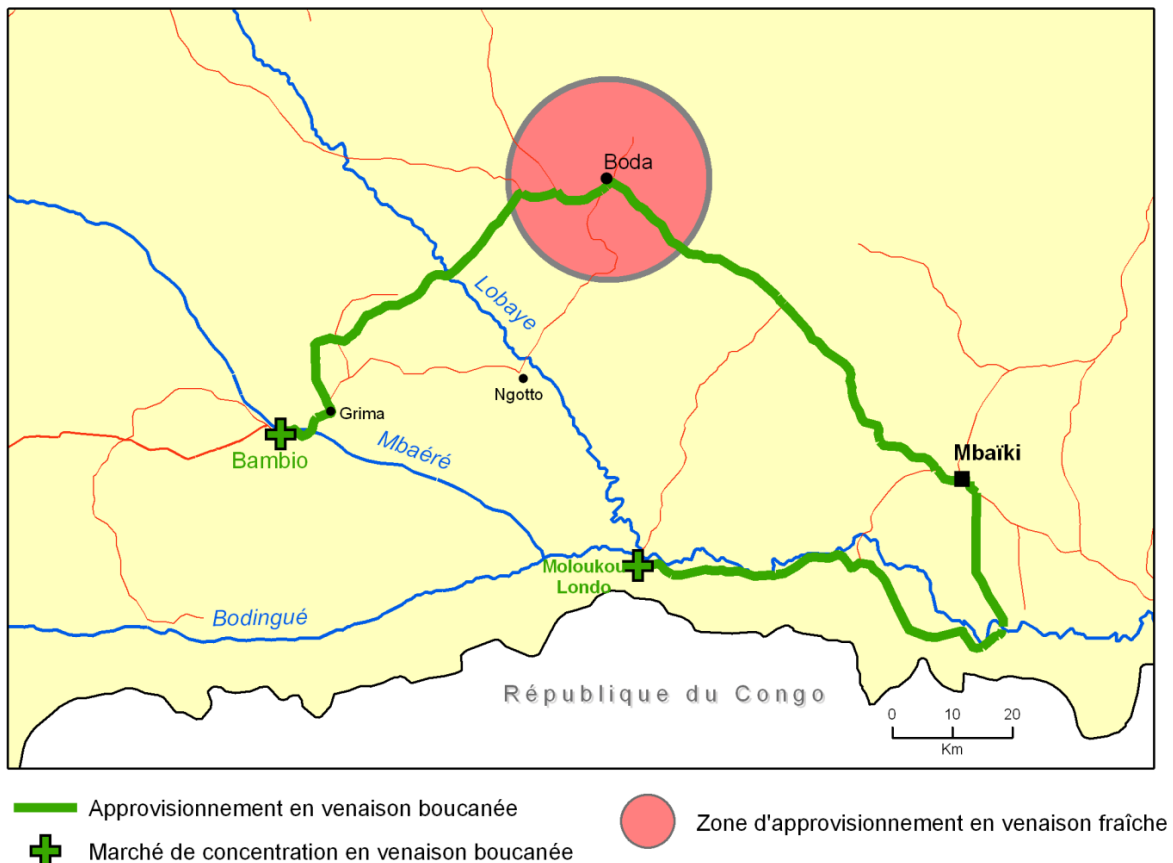 Boda
Lobaye
Ngotto
Grima
Bambio
Mbaéré
Mbaïki
Moloukou
Londo
Bodingué
République du Congo
0 10 20
Km
Approvisionnement en venaison boucanée
Zone d'approvisionnement en venaison fraîche
Marché de concentration en venaison boucanée